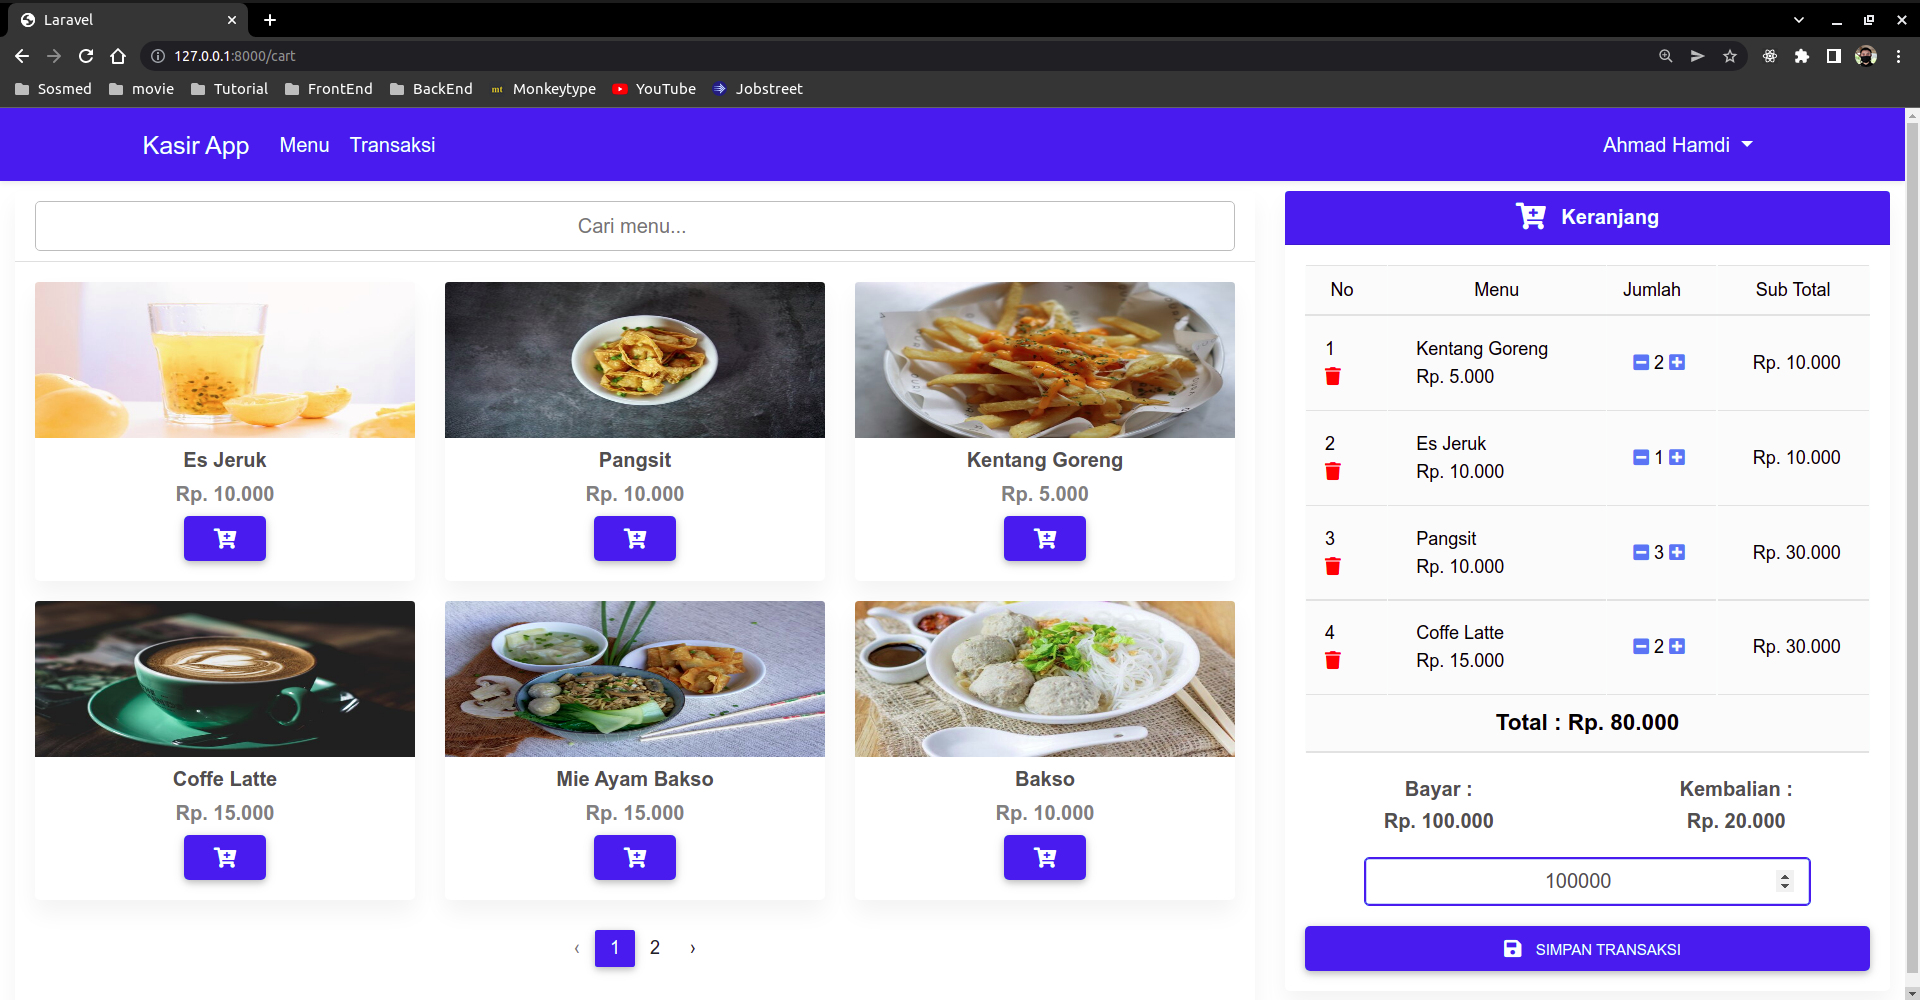 Laravel
127.0.0.1:8000/cart
Sosmed movie Tutorial FrontEnd BackEnd mt Monkeytype YouTube Jobstreet
Kasir App Menu Transaksi Ahmad Hamdi
Cari menu...
Es Jeruk
Rp. 10.000
Pangsit
Rp. 10.000
Kentang Goreng
Rp. 5.000
Coffe Latte
Rp. 15.000
Mie Ayam Bakso
Rp. 15.000
Bakso
Rp. 10.000
‹ 1 2 ›
Keranjang
No Menu Jumlah Sub Total
1 Kentang Goreng
Rp. 5.000
2 Rp. 10.000
2 Es Jeruk
Rp. 10.000
1 Rp. 10.000
3 Pangsit
Rp. 10.000
3 Rp. 30.000
4 Coffe Latte
Rp. 15.000
2 Rp. 30.000
Total : Rp. 80.000
Bayar :
Rp. 100.000
Kembalian :
Rp. 20.000
100000
SIMPAN TRANSAKSI